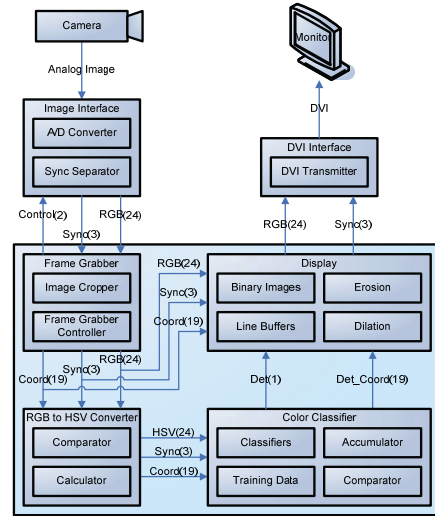 Camera
Monitor
Analog Image
DVI
Image Interface
A/D Converter
Sync Separator
DVI Interface
DVI Transmitter
Control(2)
Sync(3)
RGB(24)
RGB(24)
Sync(3)
Frame Grabber
Image Cropper
Frame Grabber
Controller
RGB(24)
Sync(3)
Coord(19)
Display
Binary Images
Erosion
Line Buffers
Dilation
Coord(19)
Sync(3)
RGB(24)
Det(1)
Det_Coord(19)
RGB to HSV Converter
Comparator
Calculator
HSV(24)
Sync(3)
Coord(19)
Color Classifier
Classifiers
Accumulator
Training Data
Comparator